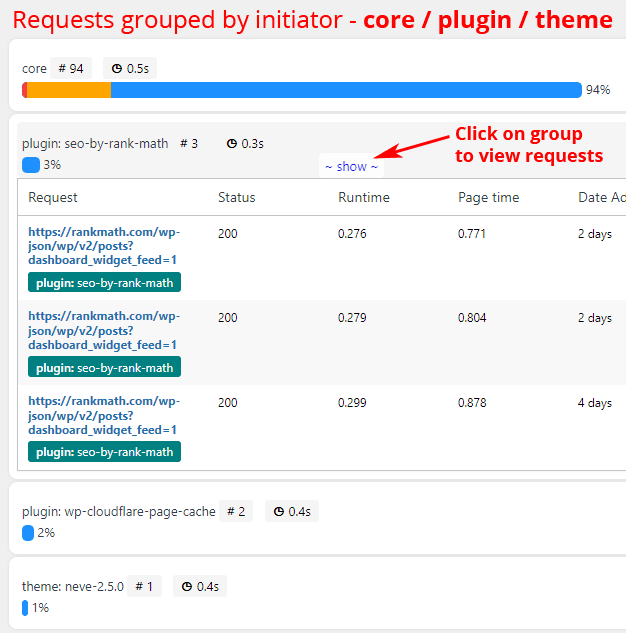 Requests grouped by initiator - core / plugin / theme
core # 94 0.5s
94%
plugin: seo-by-rank-math # 3 0.3s
3%
Click on group
to view requests
~ show ~
Request Status Runtime Page time Date Ad
https://rankmath.com/wp-
json/wp/v2/posts?
dashboard_widget_feed=1
200 0.276 0.771 2 days
plugin: seo-by-rank-math
https://rankmath.com/wp-
json/wp/v2/posts?
dashboard_widget_feed=1
200 0.279 0.804 2 days
plugin: seo-by-rank-math
https://rankmath.com/wp-
json/wp/v2/posts?
dashboard_widget_feed=1
200 0.299 0.878 4 days
plugin: seo-by-rank-math
plugin: wp-cloudflare-page-cache # 2 0.4s
2%
theme: neve-2.5.0 # 1 0.4s
1%